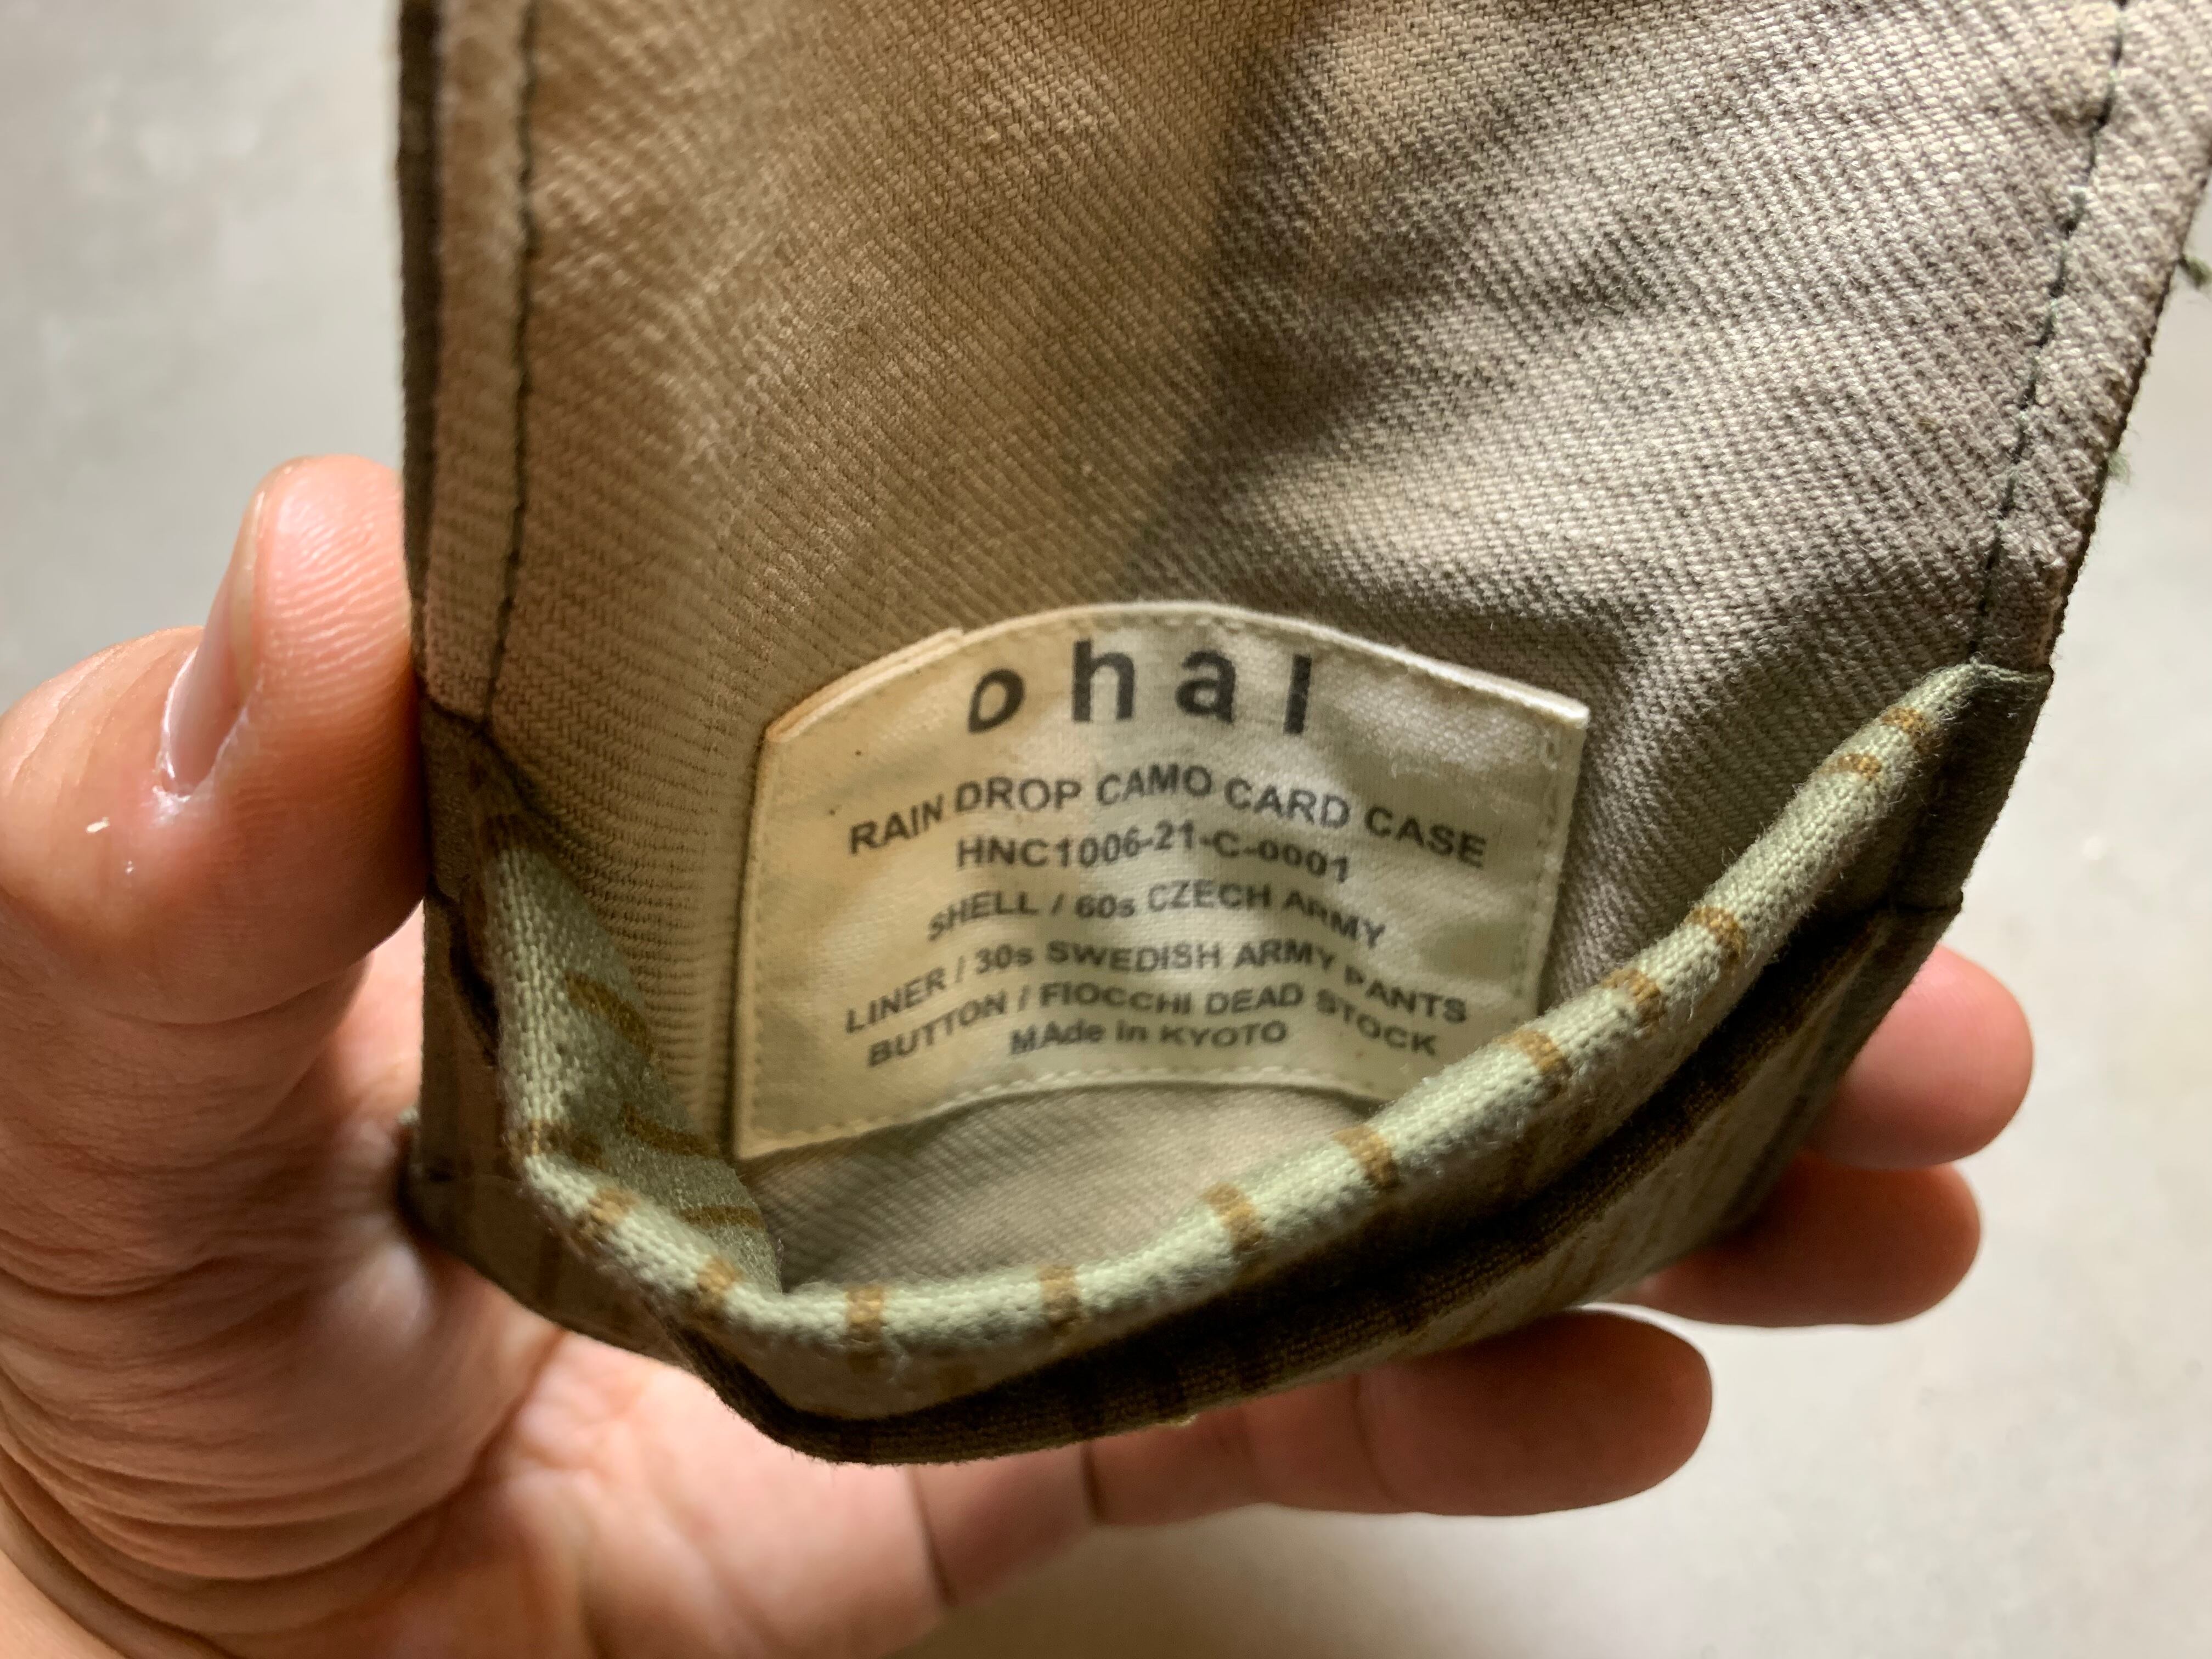 ohal
RAIN DROP CAMO CARD CASE
HNC1006-21-C-0001
SHELL / 60s CZECH ARMY
LINER / 30s SWEDISH ARMY PANTS
BUTTON / FIOCCHI DEAD STOCK
MAde in KYOTO